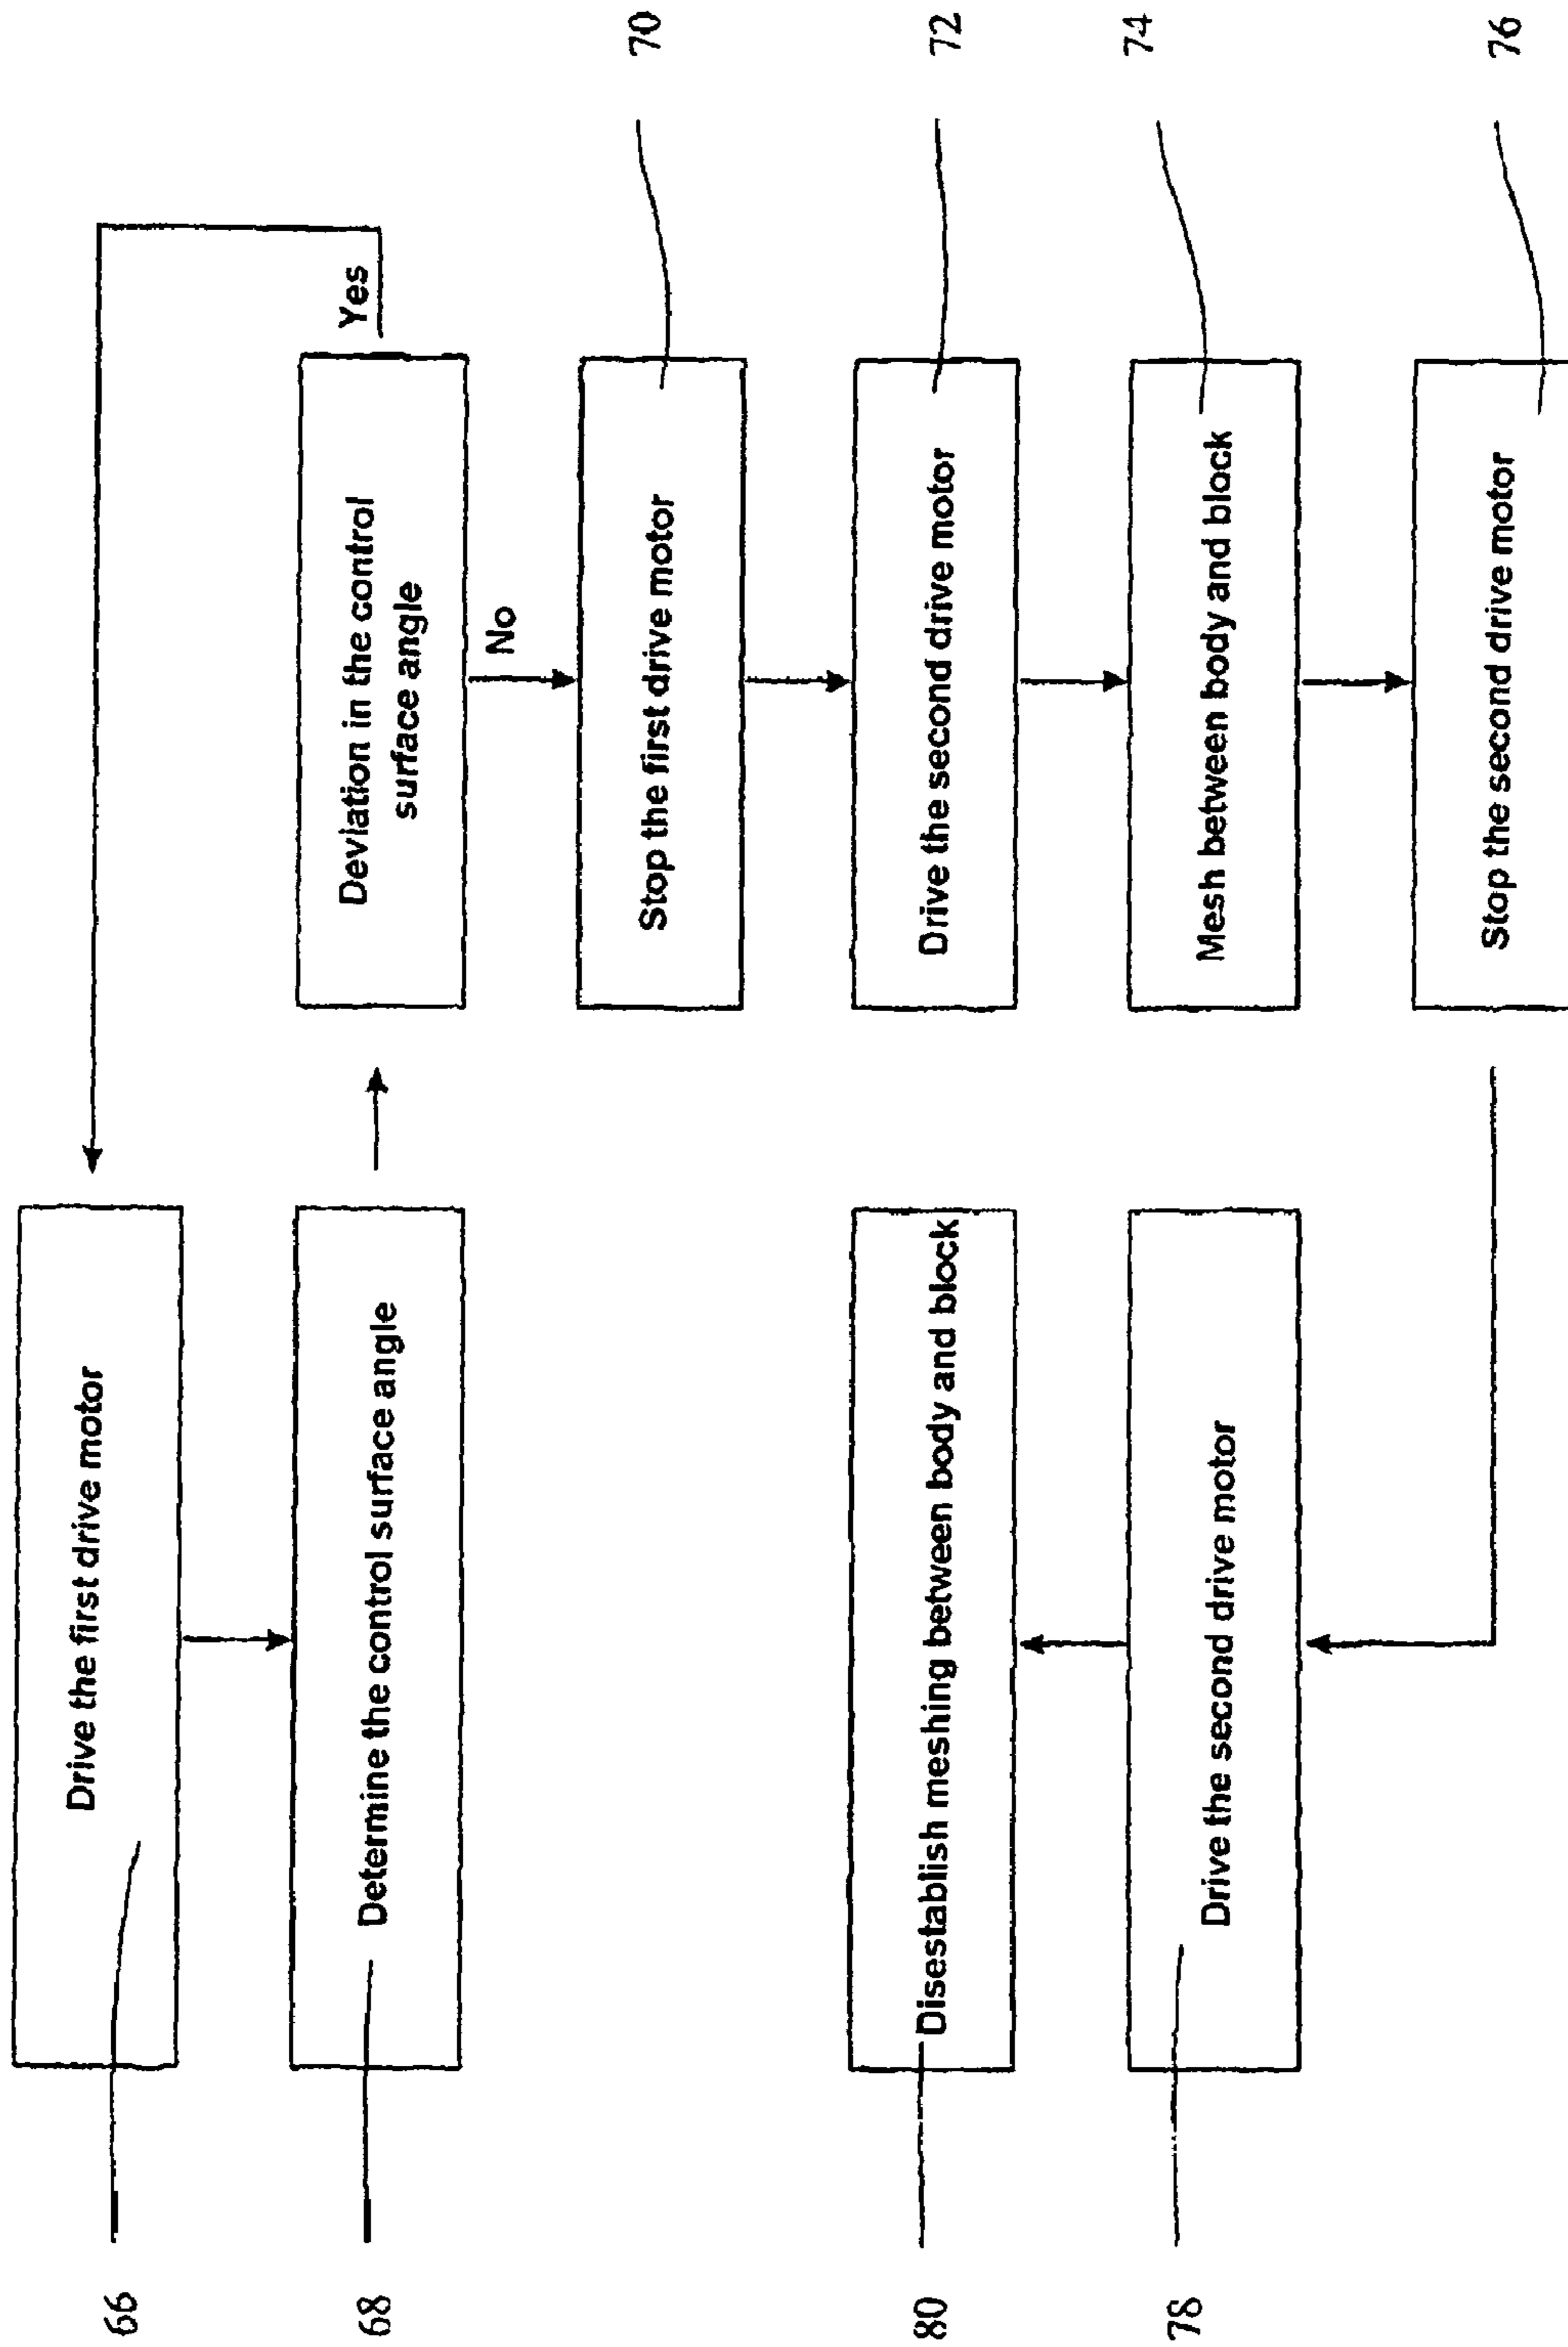 66
Drive the first drive motor
68
Determine the control surface angle
Deviation in the control
surface angle
Yes
No
Stop the first drive motor
70
Drive the second drive motor
72
Mesh between body and block
74
Stop the second drive motor
76
78
Drive the second drive motor
80
Disestablish meshing between body and block